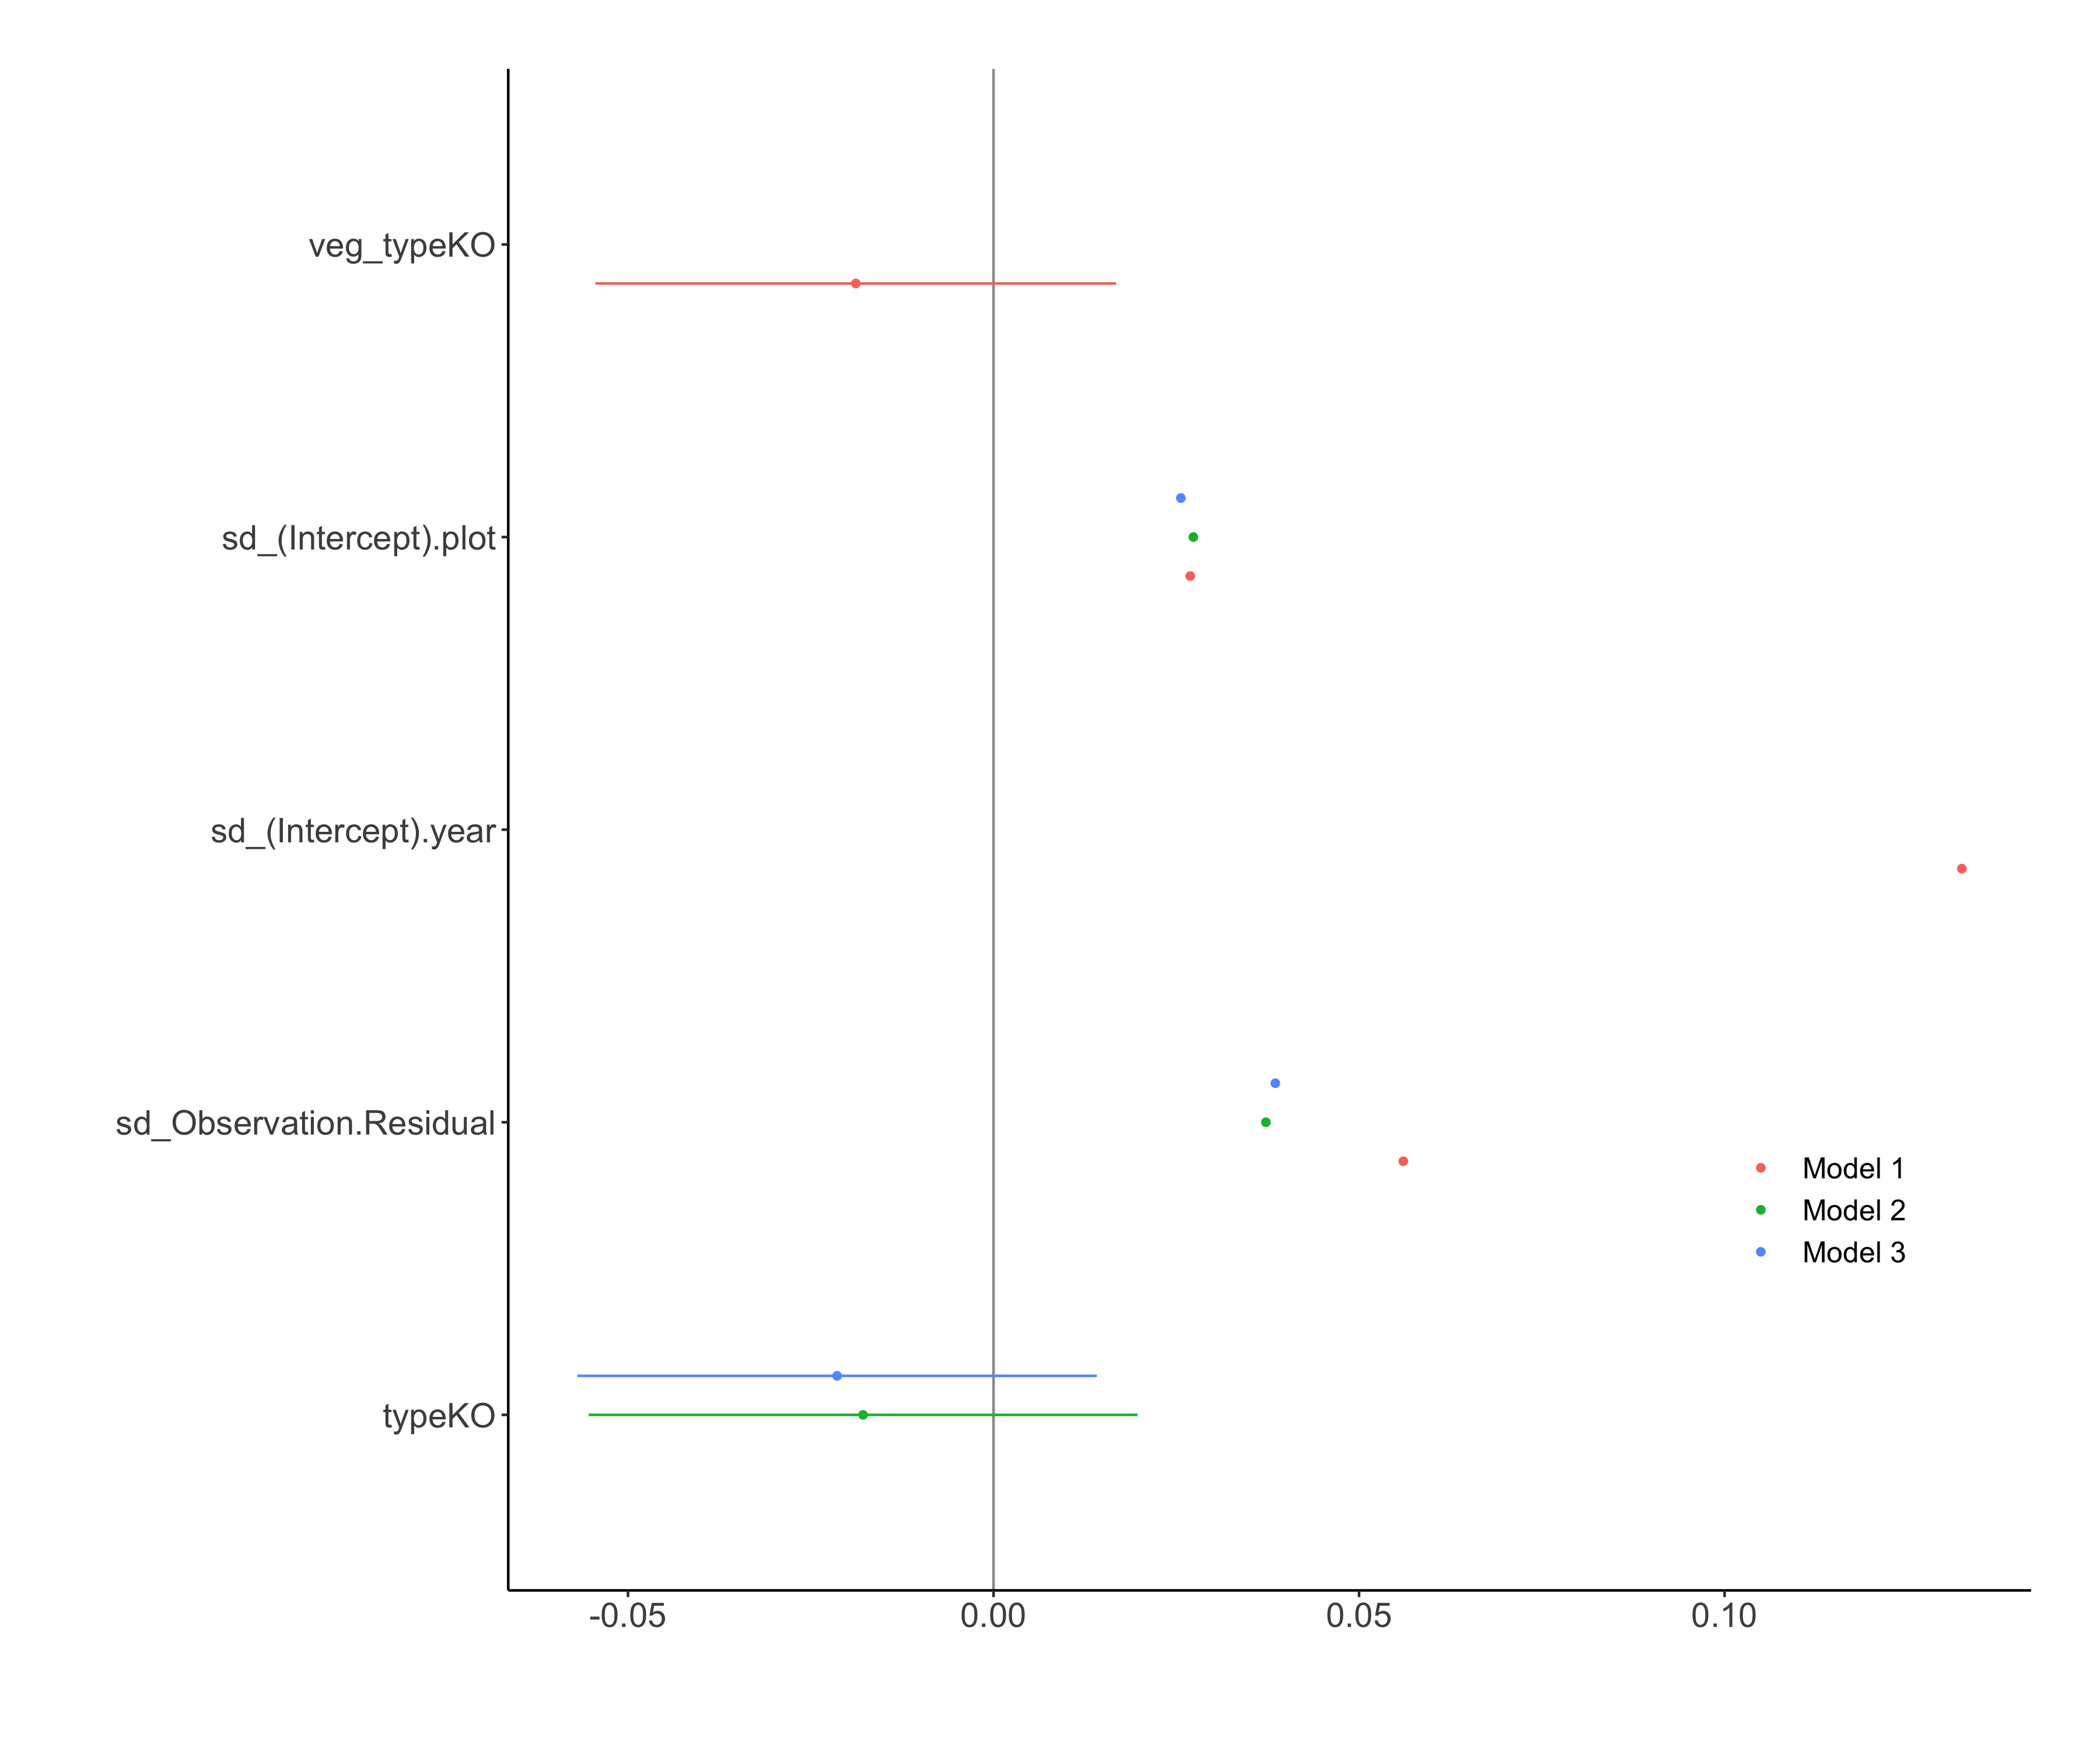 veg_typeKO
sd_(Intercept).plot
sd_(Intercept).year
sd_Observation.Residual
typeKO
Model 1
Model 2
Model 3
-0.05 0.00 0.05 0.10